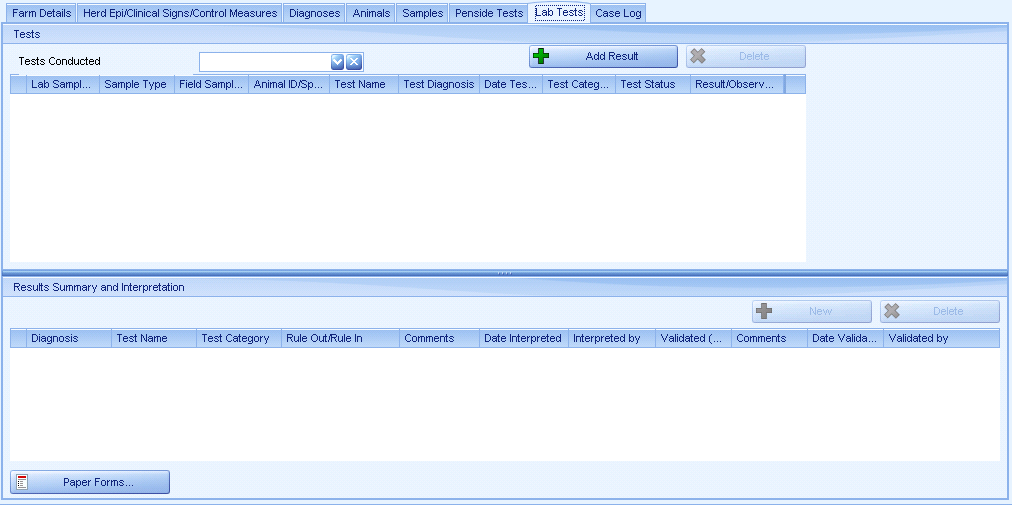 Farm Details Herd Epi/Clinical Signs/Control Measures Diagnoses Animals Samples Penside Tests Lab Tests Case Log
Tests
Tests Conducted Add Result Delete
Lab Sampl... Sample Type Field Sampl... Animal ID/Sp... Test Name Test Diagnosis Date Tes... Test Categ... Test Status Result/Observ...
Results Summary and Interpretation
New Delete
Diagnosis Test Name Test Category Rule Out/Rule In Comments Date Interpreted Interpreted by Validated (... Comments Date Valida... Validated by
Paper Forms...